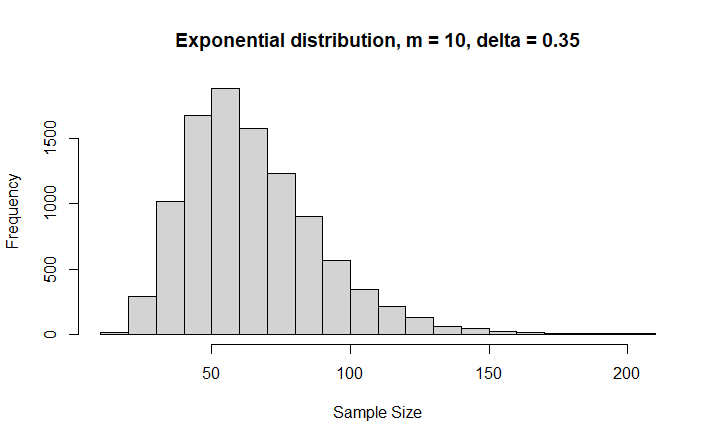 Exponential distribution, m = 10, delta = 0.35
Frequency
1500
1000
500
0
50 100 150 200
Sample Size